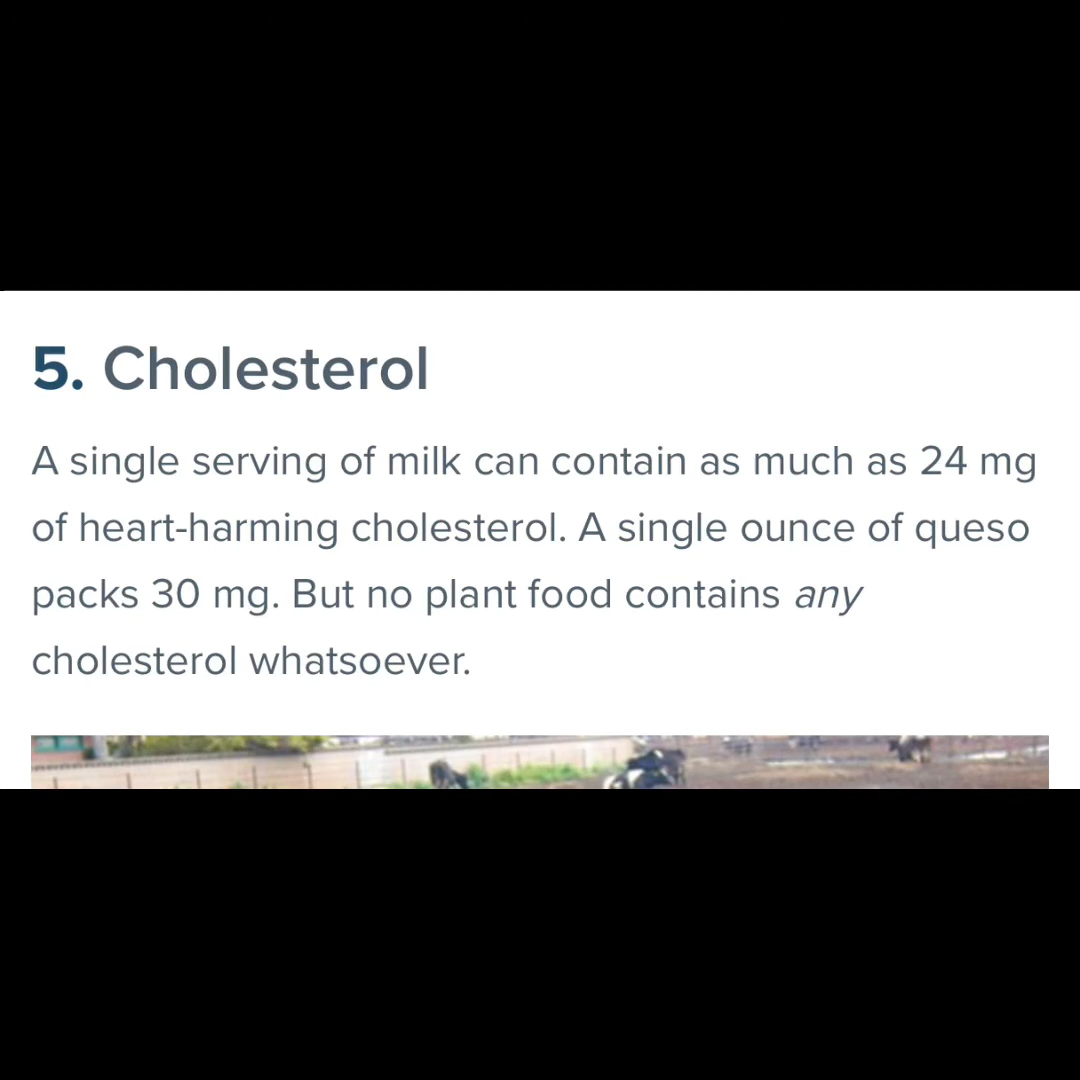 5. Cholesterol
A single serving of milk can contain as much as 24 mg
of heart-harming cholesterol. A single ounce of queso
packs 30 mg. But no plant food contains any
cholesterol whatsoever.